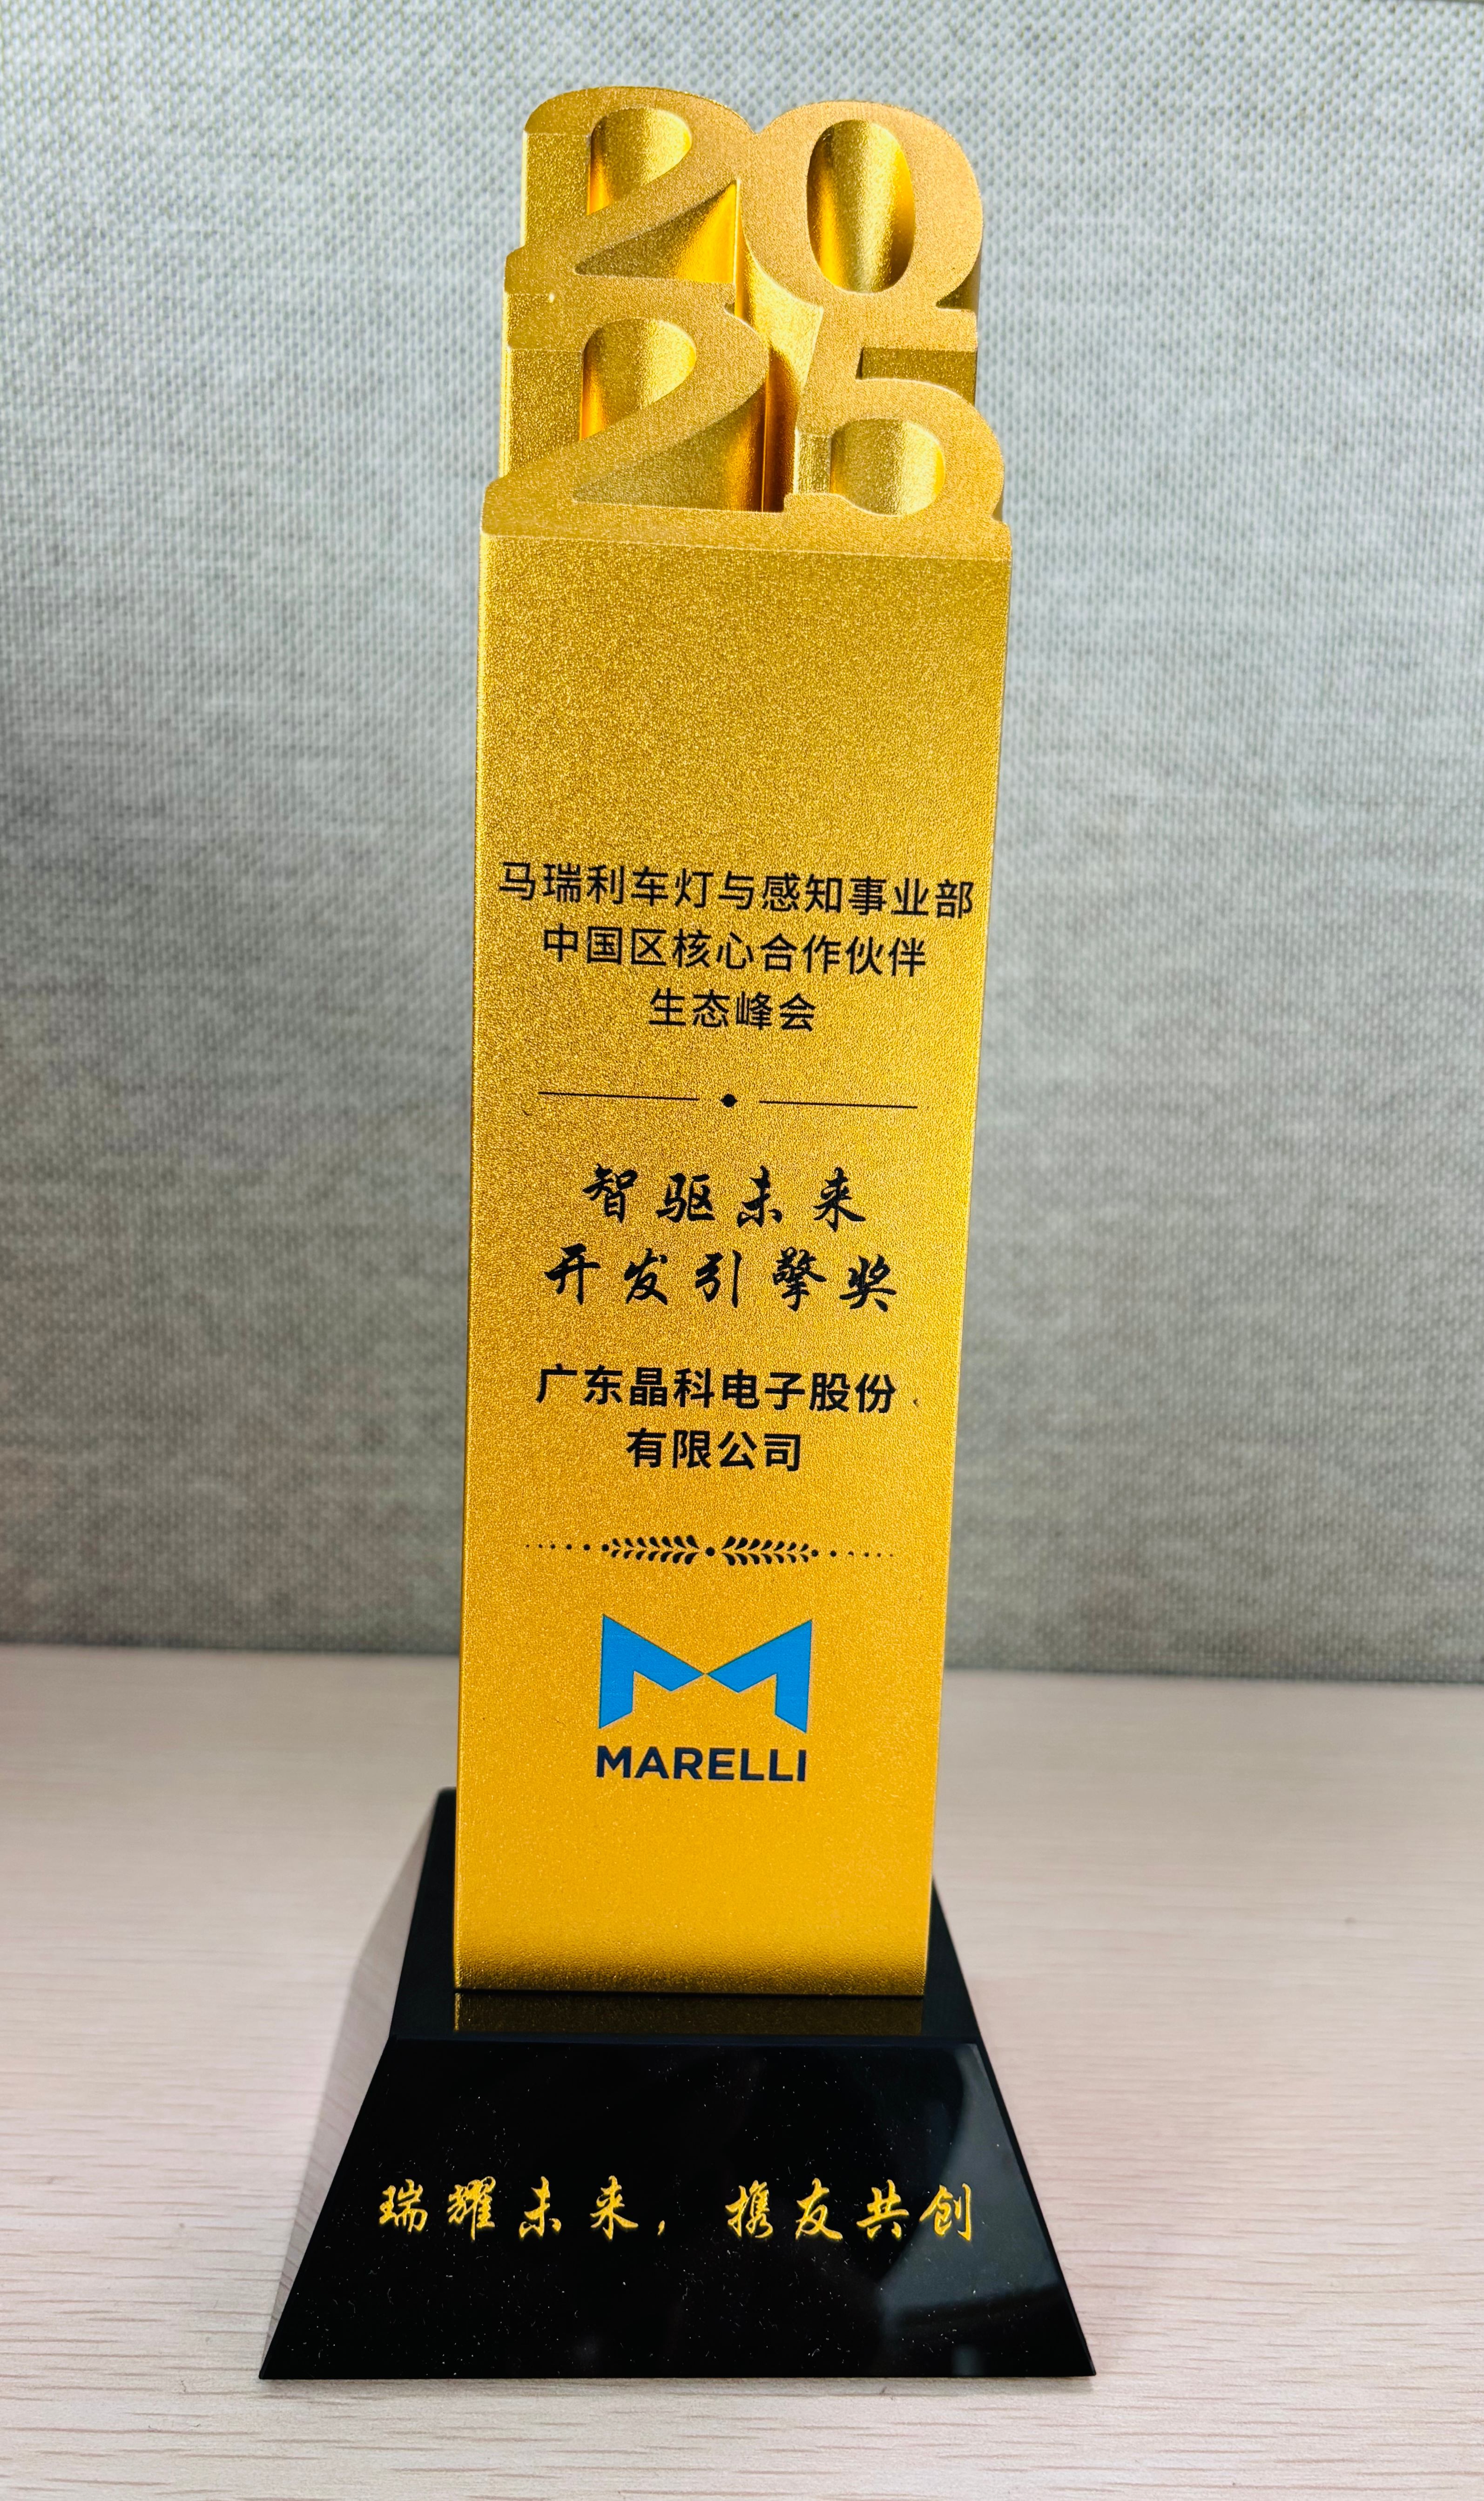 20
25
马瑞利车灯与感知事业部
中国区核心合作伙伴
生态峰会
智驱未来
开发引擎奖
广东晶科电子股份
有限公司
MARELLI
瑞耀未来，携友共创